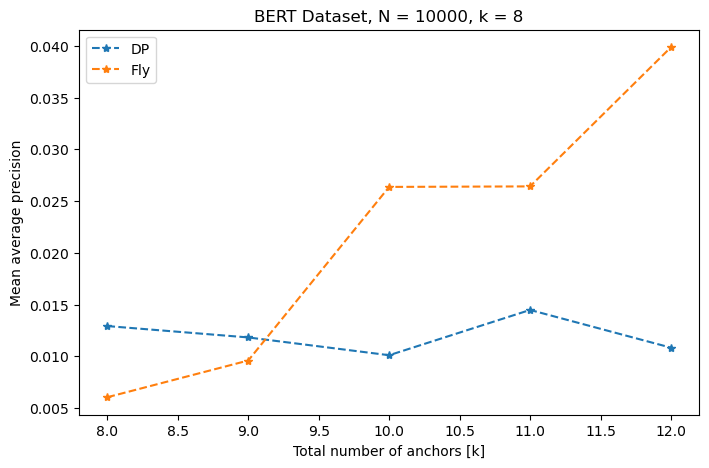 BERT Dataset, N = 10000, k = 8
DP
Fly
0.040
0.035
0.030
0.025
0.020
0.015
0.010
0.005
Mean average precision
8.0 8.5 9.0 9.5 10.0 10.5 11.0 11.5 12.0
Total number of anchors [k]